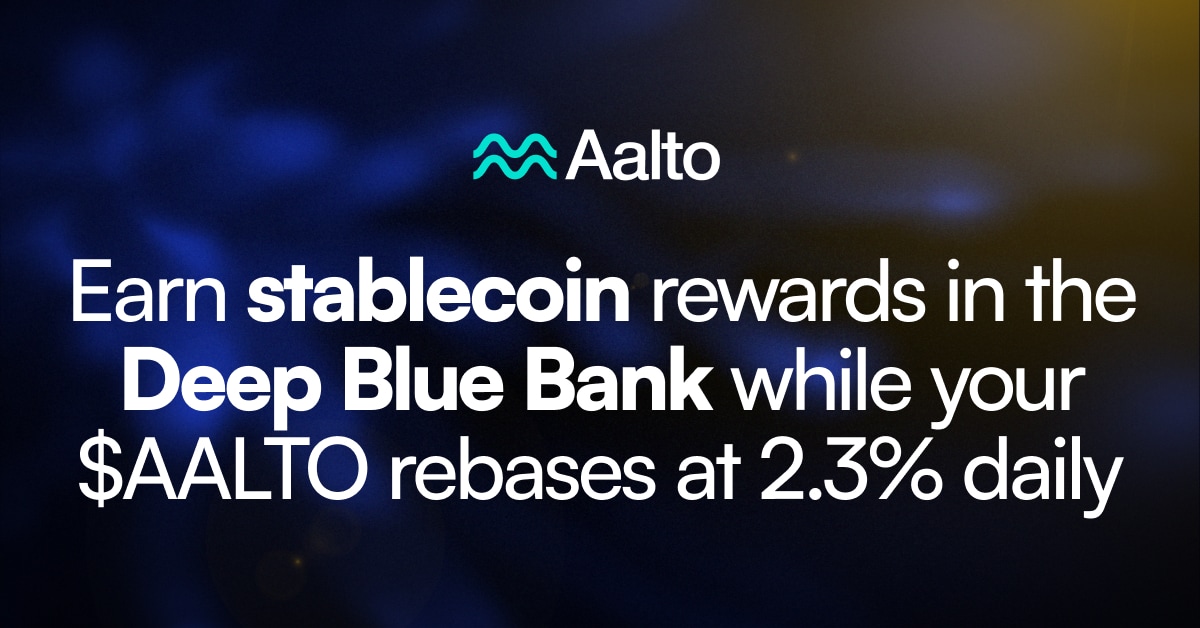 Aalto
Earn stablecoin rewards in the
Deep Blue Bank while your
$AALTO rebases at 2.3% daily